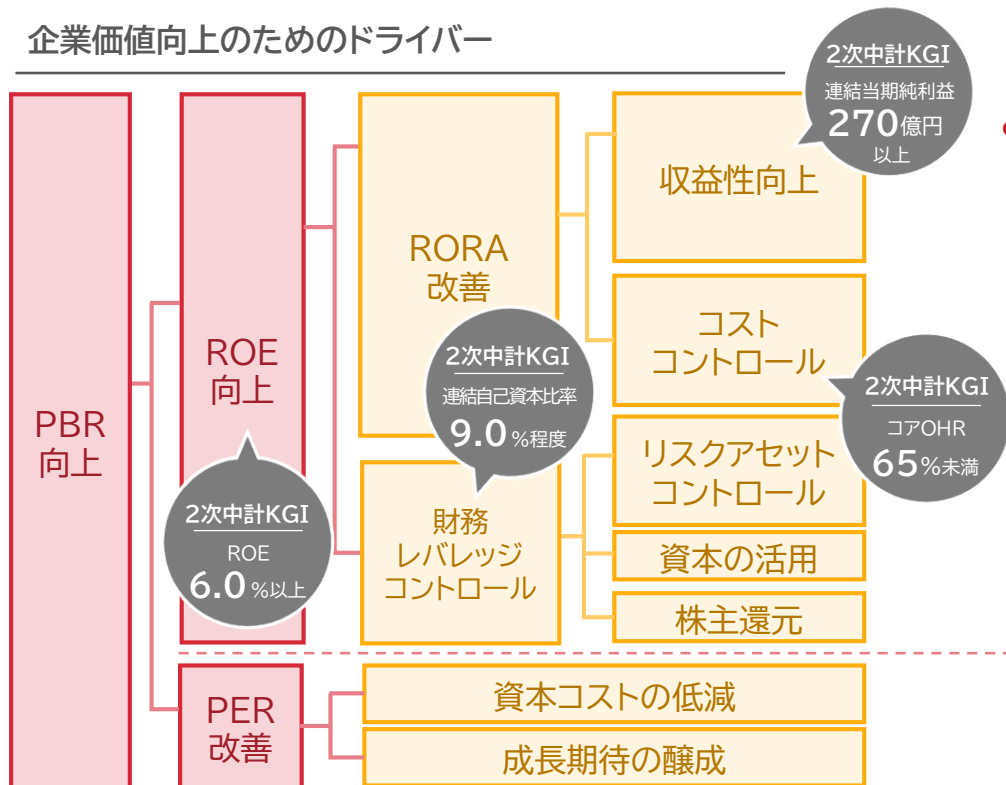 企業価値向上のためのドライバー
2次中計KGI
連結当期純利益
270億円
以上
収益性向上
RORA
改善
コスト
コントロール
2次中計KGI
コアOHR
65%未満
ROE
向上
2次中計KGI
連結自己資本比率
9.0%程度
PBR
向上
リスクアセット
コントロール
2次中計KGI
ROE
6.0%以上
財務
レバレッジ
コントロール
資本の活用
株主還元
PER
改善
資本コストの低減
成長期待の醸成